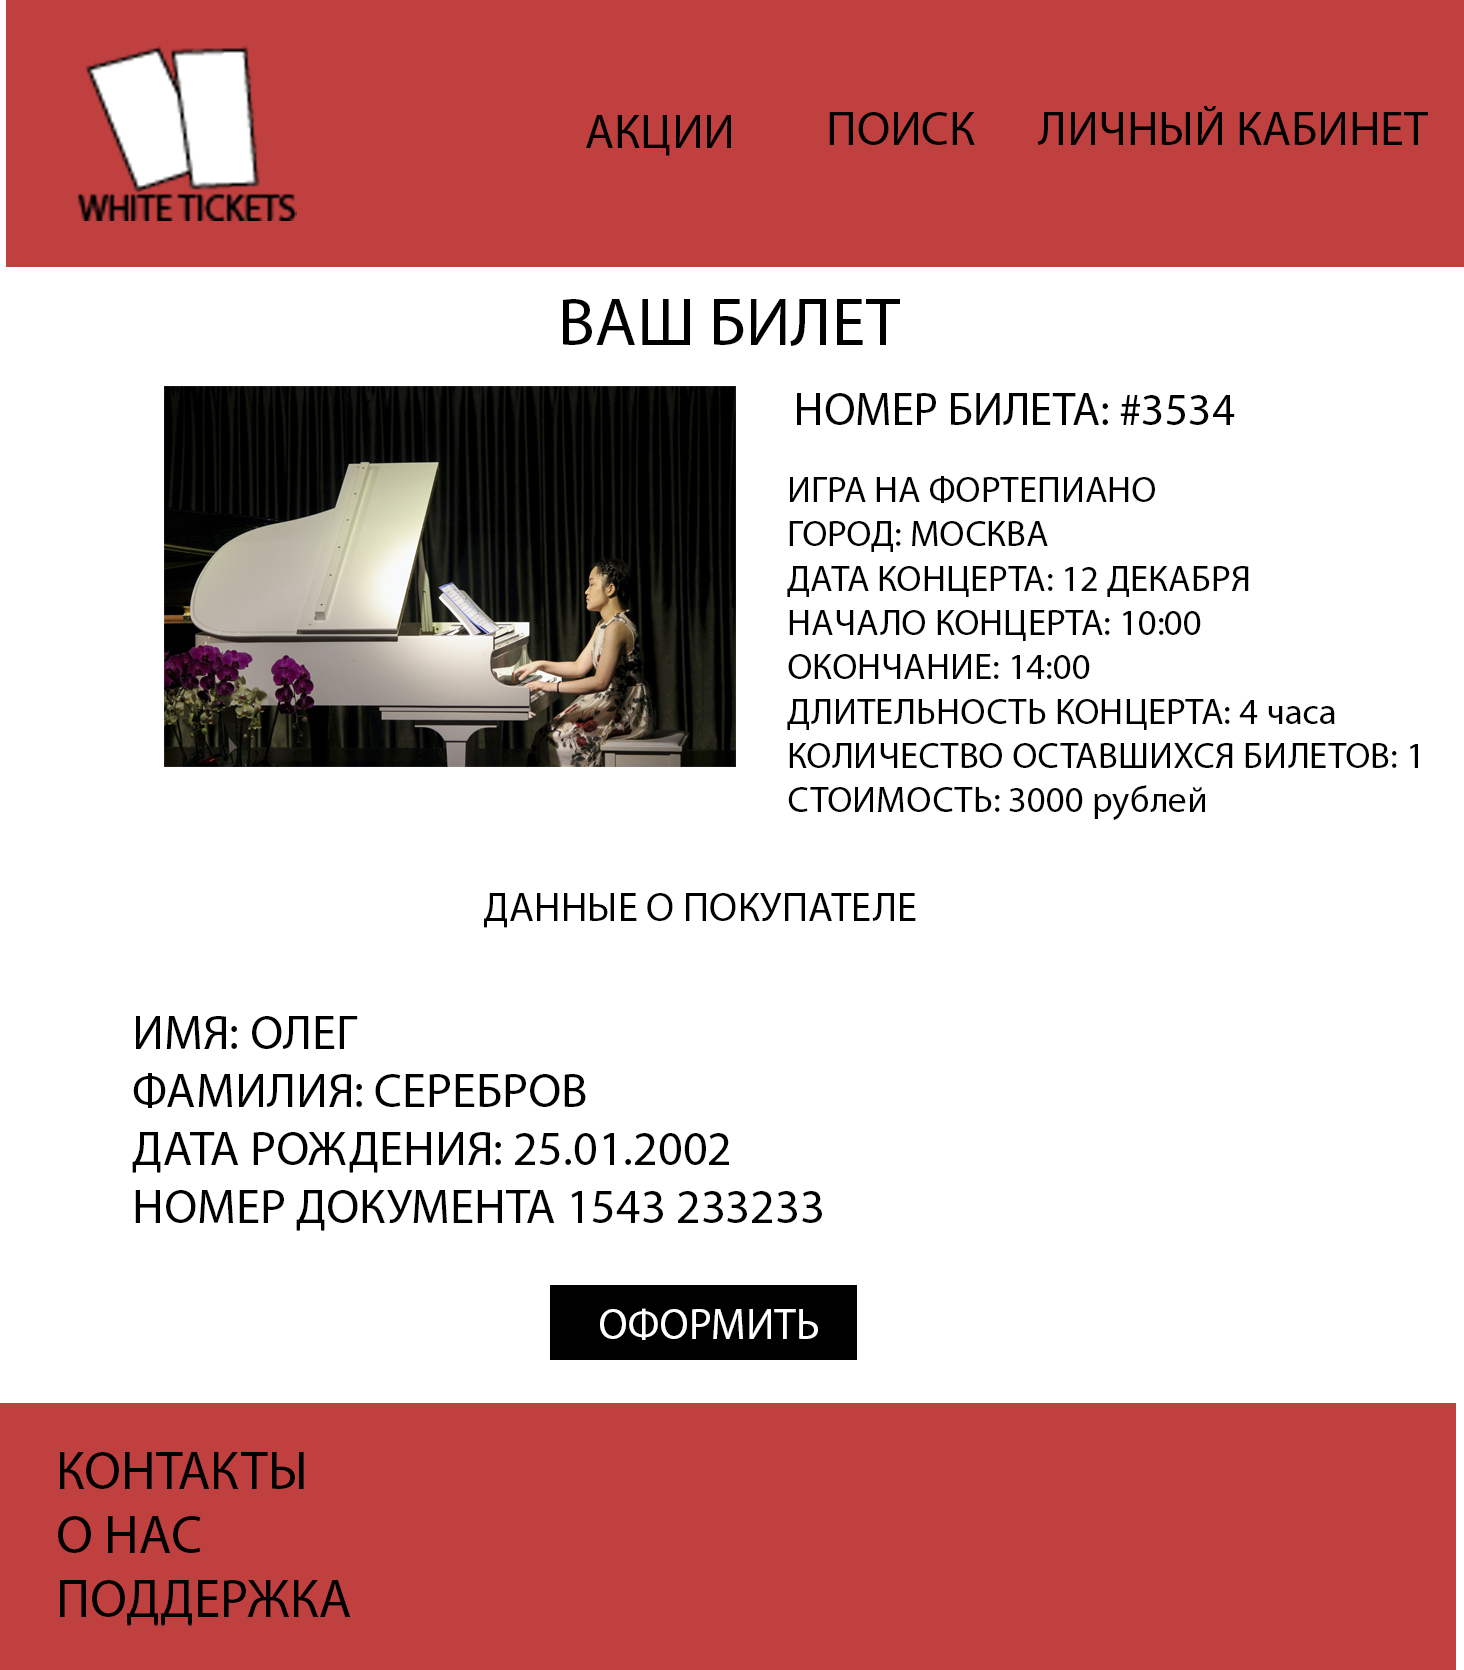 WHITE TICKETS
АКЦИИ ПОИСК ЛИЧНЫЙ КАБИНЕТ
ВАШ БИЛЕТ
НОМЕР БИЛЕТА: #3534
ИГРА НА ФОРТЕПИАНО
ГОРОД: МОСКВА
ДАТА КОНЦЕРТА: 12 ДЕКАБРЯ
НАЧАЛО КОНЦЕРТА: 10:00
ОКОНЧАНИЕ: 14:00
ДЛИТЕЛЬНОСТЬ КОНЦЕРТА: 4 часа
КОЛИЧЕСТВО ОСТАВШИХСЯ БИЛЕТОВ: 1
СТОИМОСТЬ: 3000 рублей
ДАННЫЕ О ПОКУПАТЕЛЕ
ИМЯ: ОЛЕГ
ФАМИЛИЯ: СЕРЕБРОВ
ДАТА РОЖДЕНИЯ: 25.01.2002
НОМЕР ДОКУМЕНТА 1543 233233
ОФОРМИТЬ
КОНТАКТЫ
О НАС
ПОДДЕРЖКА